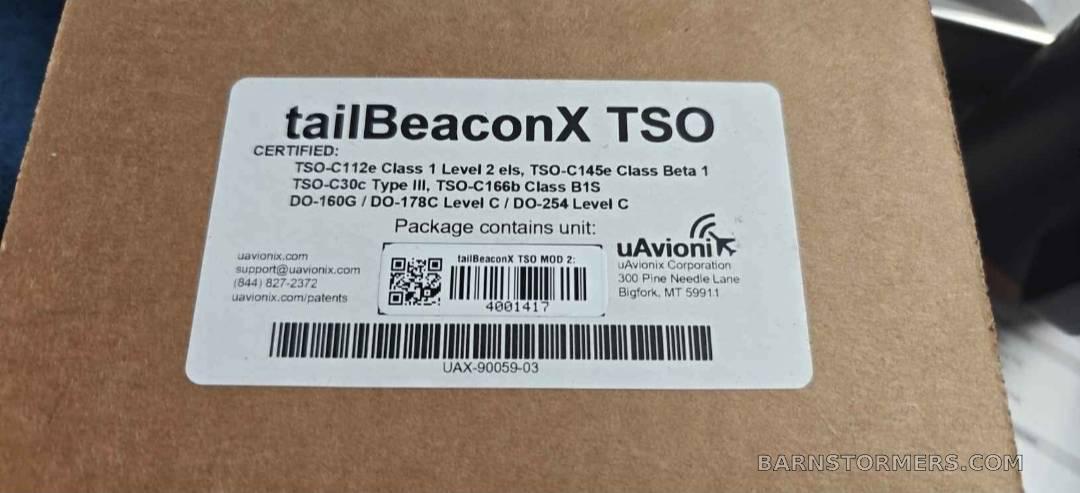 tailBeaconX TSO
CERTIFIED:
TSO-C112e Class 1 Level 2 els, TSO-C145e Class Beta 1
TSO-C30c Type III, TSO-C166b Class B1S
DO-160G / DO-178C Level C / DO-254 Level C
Package contains unit:
uavionix.com
support@uavionix.com
(844) 827-2372
uavionix.com/patents
tailBeaconX TSO MOD 2:
4001417
uAvionix
uAvionix Corporation
300 Pine Needle Lane
Bigfork, MT 59911
UAX-90059-03
BARNSTORMERS.COM